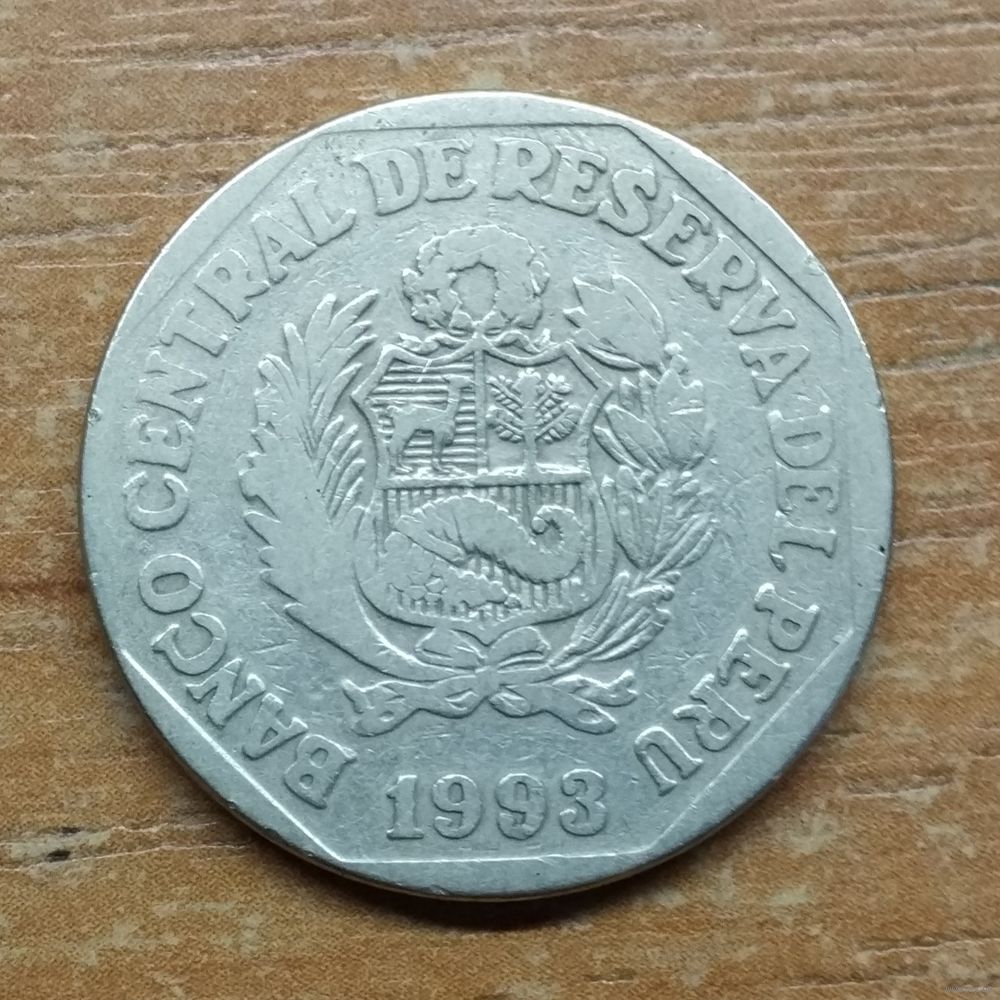 BANCO CENTRAL DE RESERVA DEL PERU
1993